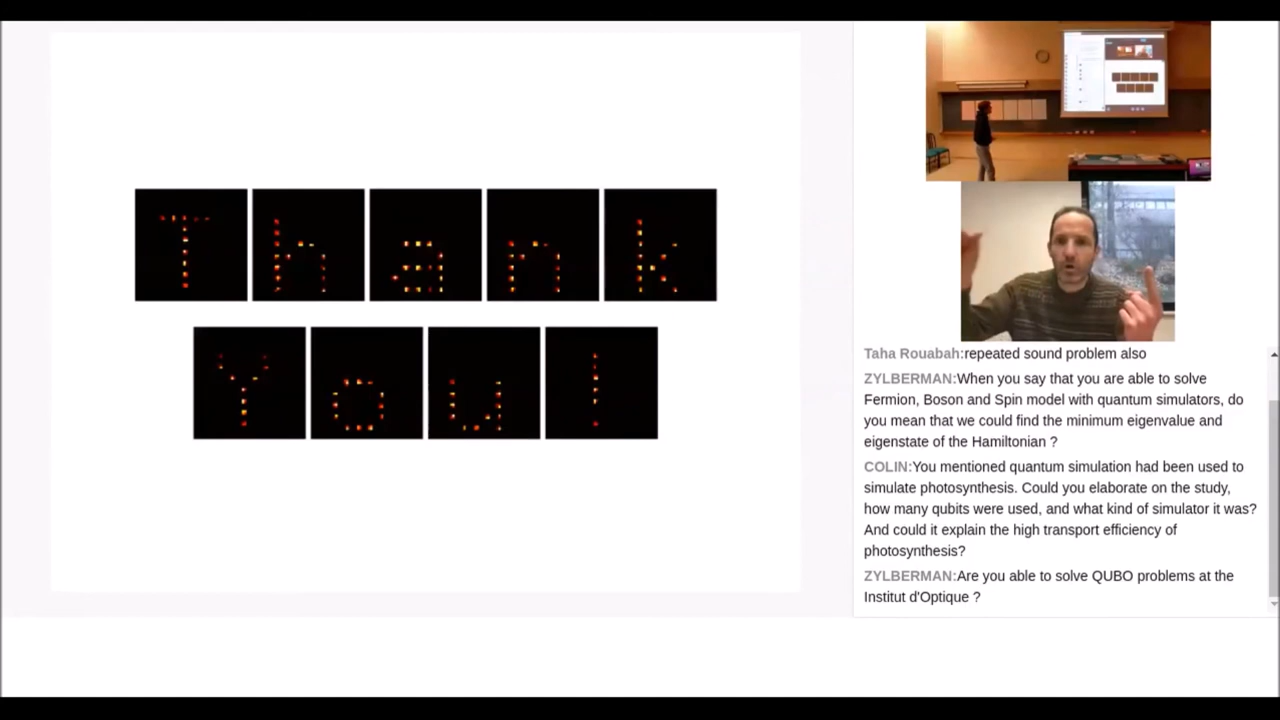 Thank
You!
Taha Rouabah:repeated sound problem also
ZYLBERMAN:When you say that you are able to solve
Fermion, Boson and Spin model with quantum simulators, do
you mean that we could find the minimum eigenvalue and
eigenstate of the Hamiltonian ?
COLIN:You mentioned quantum simulation had been used to
simulate photosynthesis. Could you elaborate on the study,
how many qubits were used, and what kind of simulator it was?
And could it explain the high transport efficiency of
photosynthesis?
ZYLBERMAN:Are you able to solve QUBO problems at the
Institut d'Optique ?